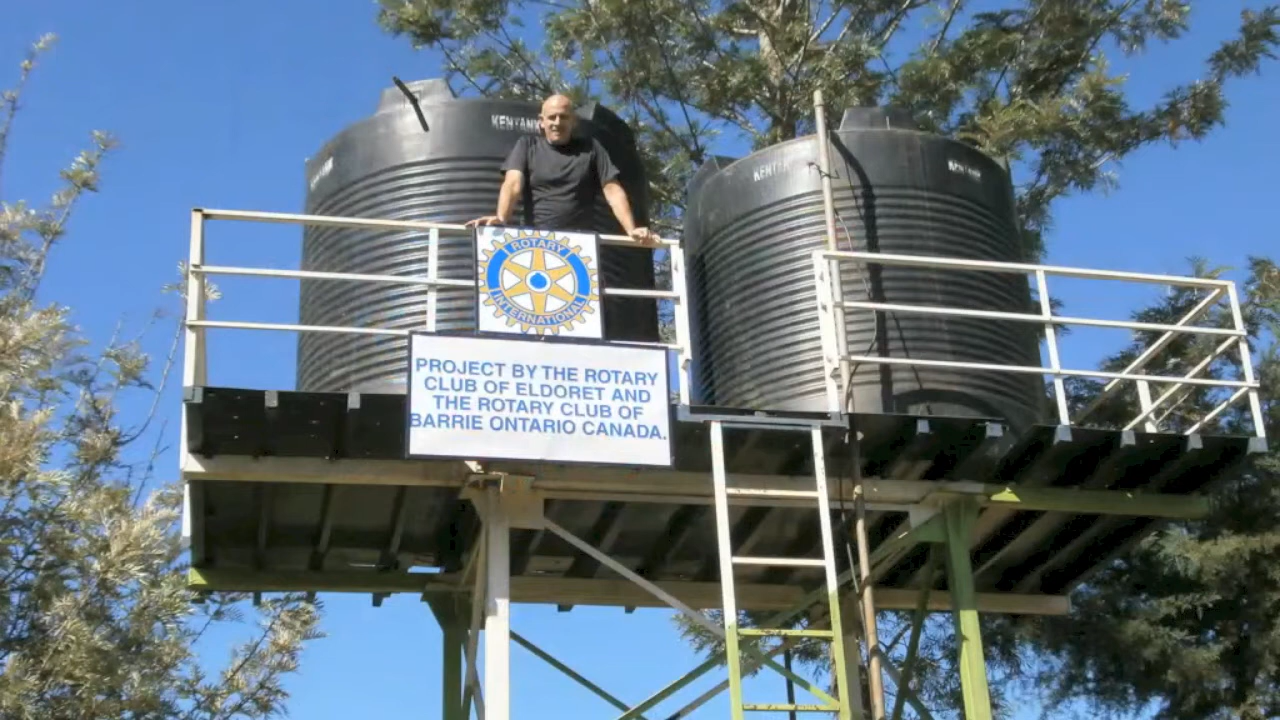 KENTANK
KENTANK
KENTANK
ROTARY
INTERNATIONAL
PROJECT BY THE ROTARY
CLUB OF ELDORET AND
THE ROTARY CLUB OF
BARRIE ONTARIO CANADA.